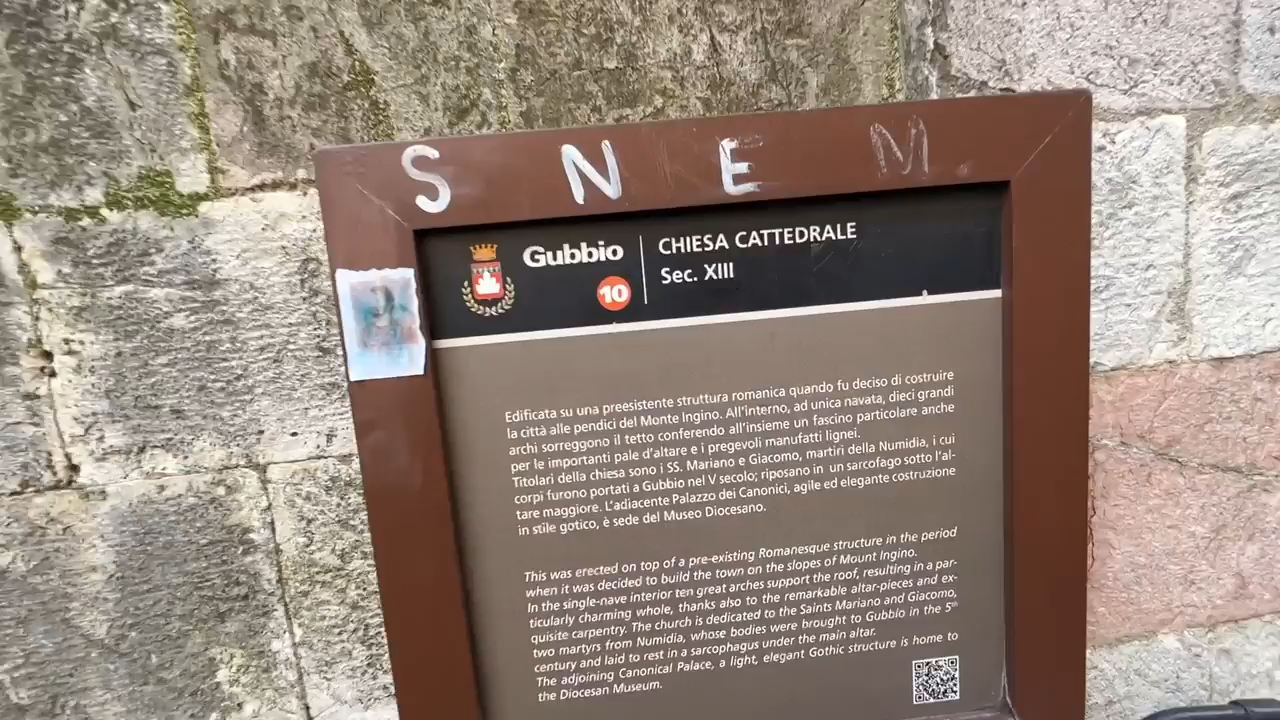 S N E M
Gubbio
10
CHIESA CATTEDRALE
Sec. XIII
Edificata su una preesistente struttura romanica quando fu deciso di costruire
la città alle pendici del Monte Ingino. All'interno, ad unica navata, dieci grandi
archi sorreggono il tetto conferendo all'insieme un fascino particolare anche
per le importanti pale d'altare e i pregevoli manufatti lignei.
Titolari della chiesa sono i SS. Mariano e Giacomo, martiri della Numidia, i cui
corpi furono portati a Gubbio nel V secolo; riposano in un sarcofago sotto l'al-
tare maggiore. L'adiacente Palazzo dei Canonici, agile ed elegante costruzione
in stile gotico, è sede del Museo Diocesano.
This was erected on top of a pre-existing Romanesque structure in the period
when it was decided to build the town on the slopes of Mount Ingino.
In the single-nave interior ten great arches support the roof, resulting in a par-
ticularly charming whole, thanks also to the remarkable altar-pieces and ex-
quisite carpentry. The church is dedicated to the Saints Mariano and Giacomo,
two martyrs from Numidia, whose bodies were brought to Gubbio in the 5th
century and laid to rest in a sarcophagus under the main altar.
The adjoining Canonical Palace, a light, elegant Gothic structure is home to
the Diocesan Museum.